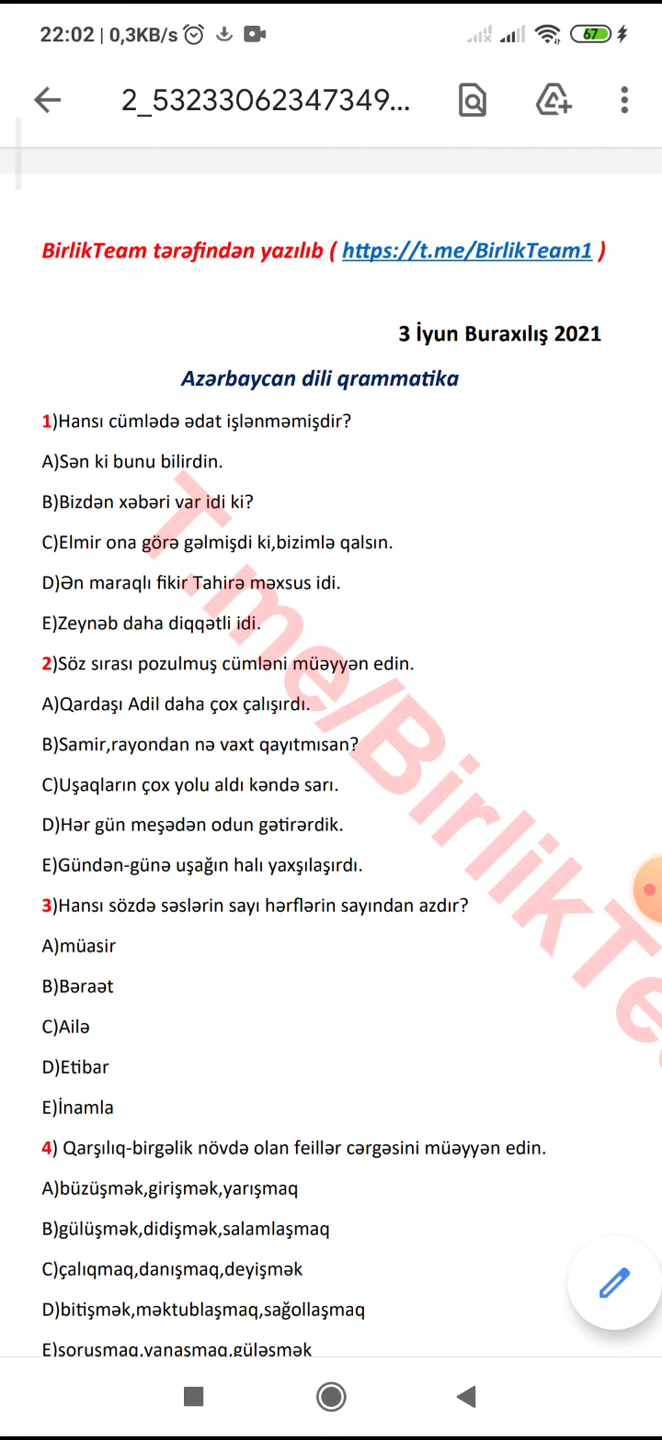 22:02 | 0,3KB/s
67
2_53233062347349...
BirlikTeam tərəfindən yazılıb ( https://t.me/BirlikTeam1 )
3 İyun Buraxılış 2021
Azərbaycan dili qrammatika
1)Hansı cümlədə ədat işlənməmişdir?
A)Sən ki bunu bilirdin.
B)Bizdən xəbəri var idi ki?
C)Elmir ona görə gəlmişdi ki,bizimlə qalsın.
D)Ən maraqlı fikir Tahirə məxsus idi.
E)Zeynəb daha diqqətli idi.
2)Söz sırası pozulmuş cümləni müəyyən edin.
A)Qardaşı Adil daha çox çalışırdı.
B)Samir,rayondan nə vaxt qayıtmısan?
C)Uşaqların çox yolu aldı kəndə sarı.
D)Hər gün meşədən odun gətirərdik.
E)Gündən-günə uşağın halı yaxşılaşırdı.
3)Hansı sözdə səslərin sayı hərflərin sayından azdır?
A)müasir
B)Bəraət
C)Ailə
D)Etibar
E)İnamla
4) Qarşılıq-birgəlik növdə olan feillər cərgəsini müəyyən edin.
A)büzüşmək,girişmək,yarışmaq
B)gülüşmək,didişmək,salamlaşmaq
C)çalıqmaq,danışmaq,deyişmək
D)bitişmək,məktublaşmaq,sağollaşmaq
E)soruşmaq,yanaşmaq,güləşmək
T.me/BirlikTe